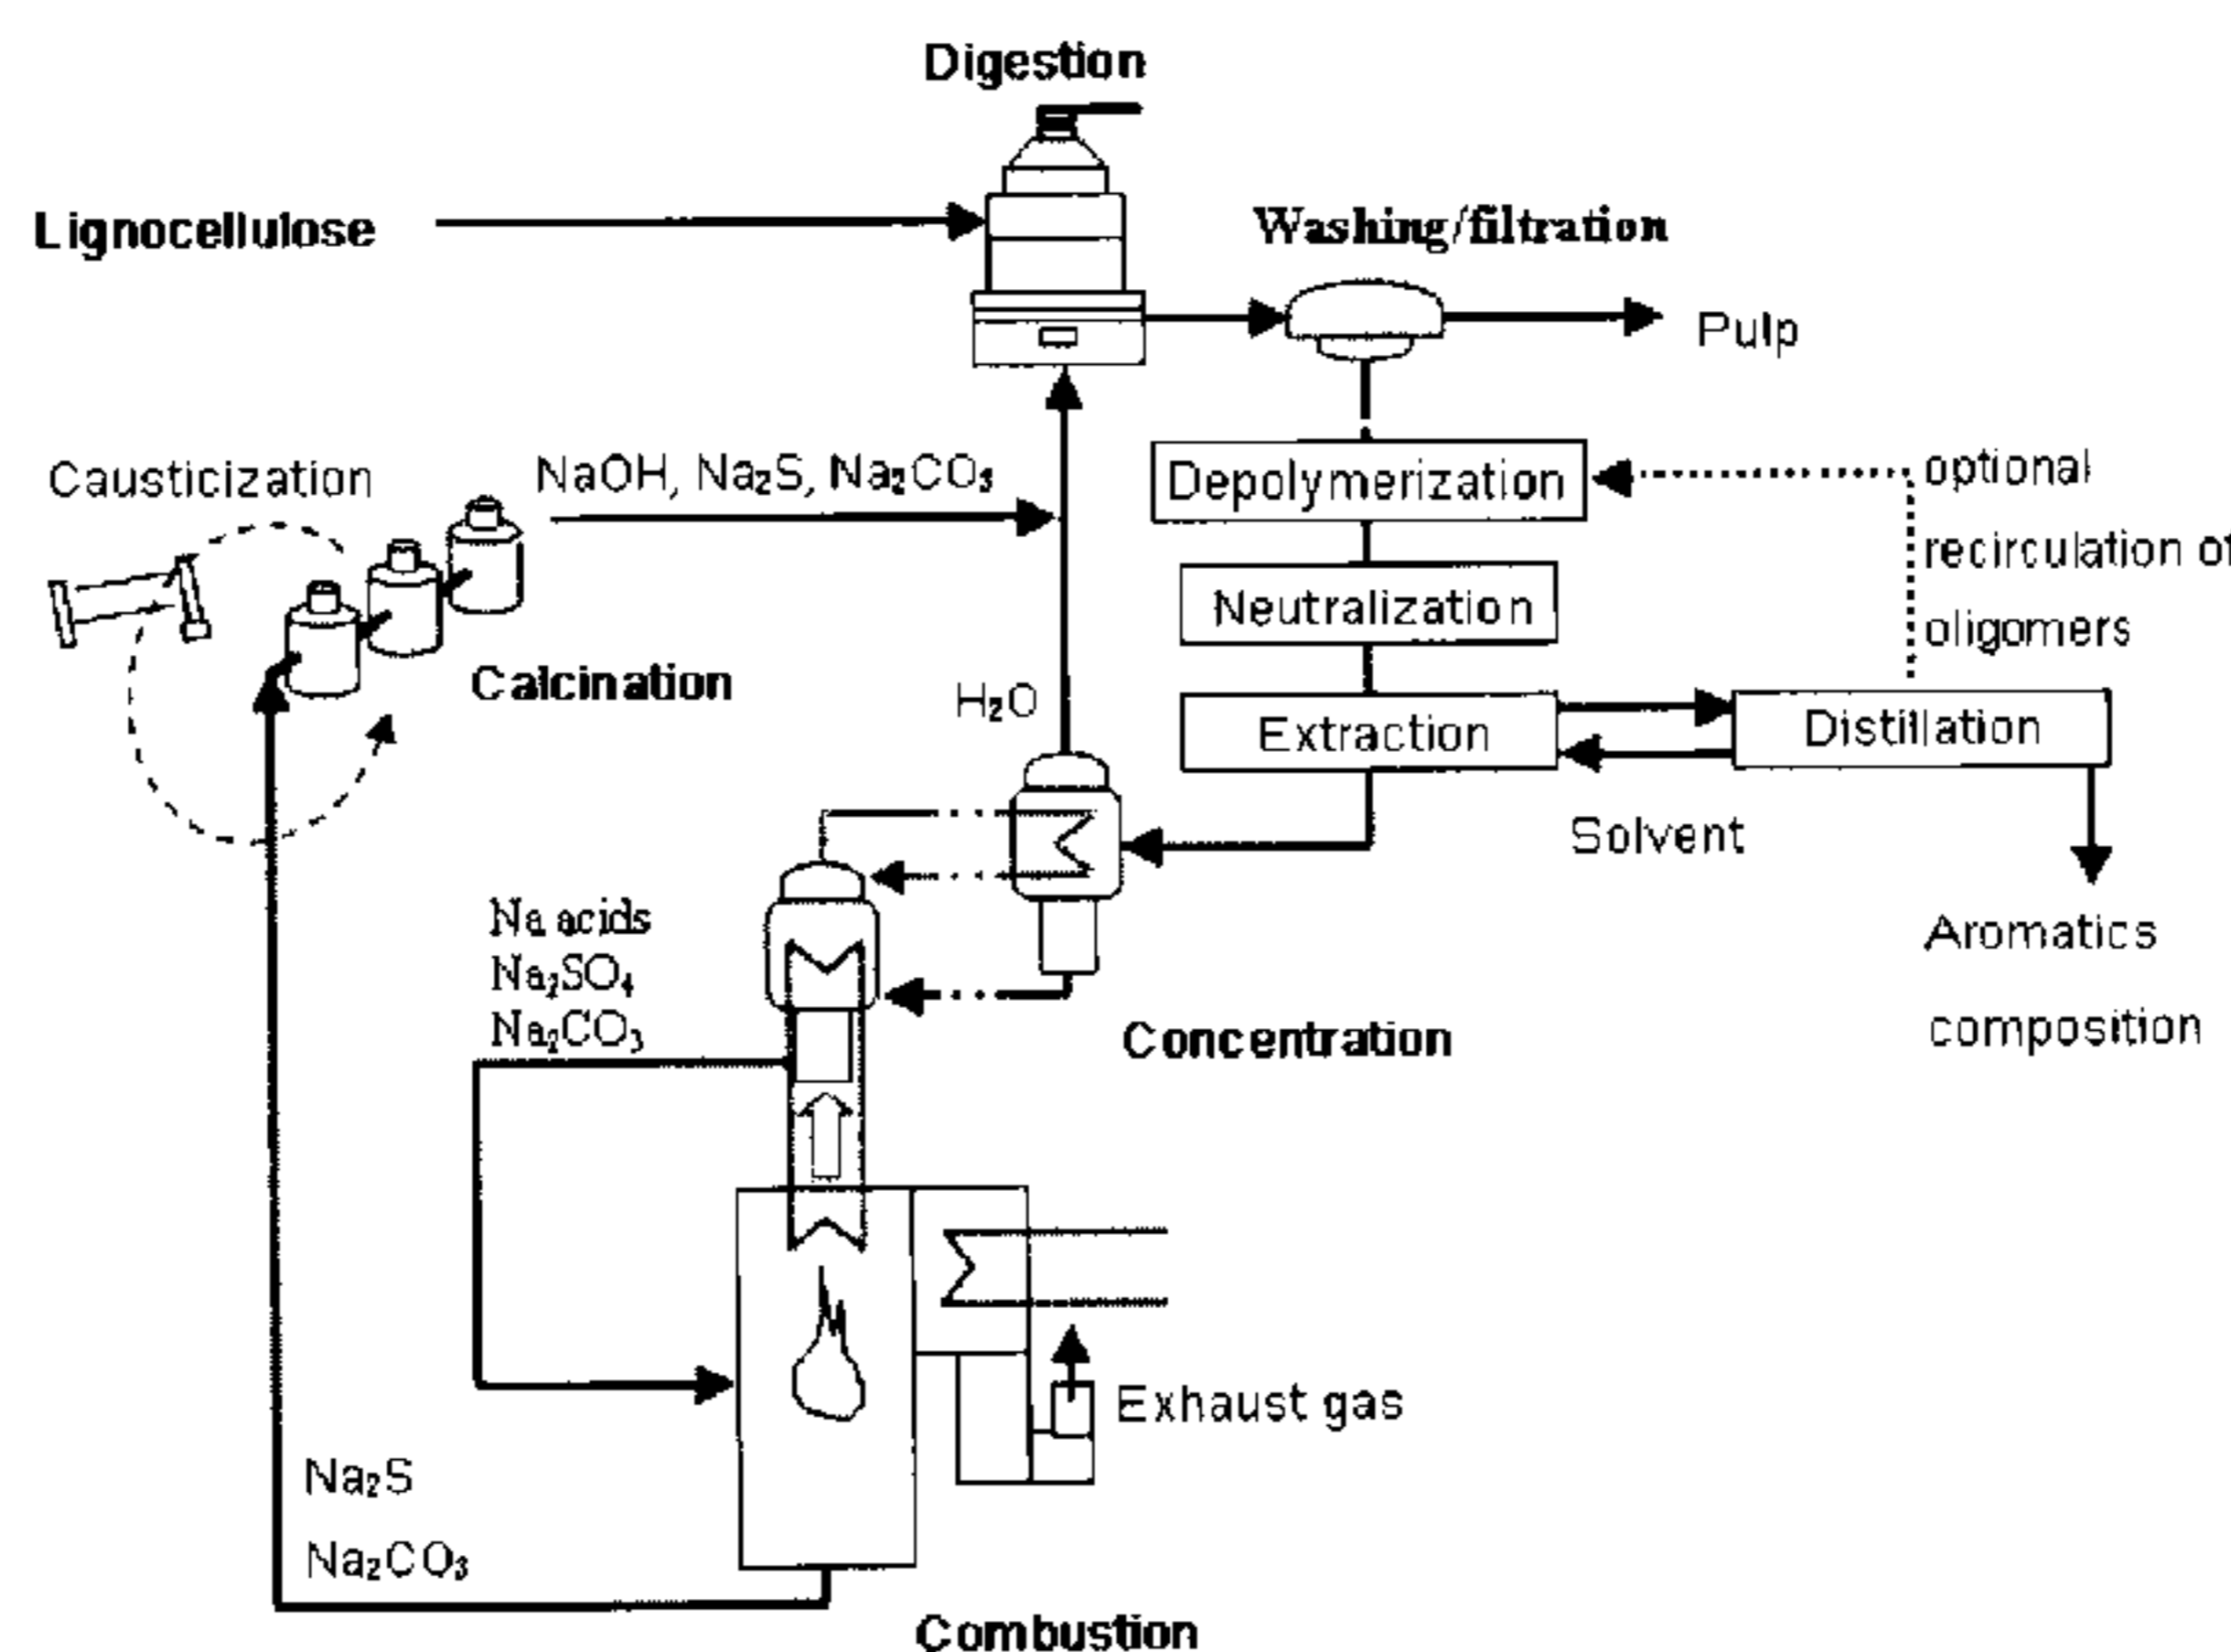 Digestion
Lignocellulose
Washing/filtration
Pulp
Causticization
NaOH, Na₂S, Na₂CO₃
Depolymerization
optional
recirculation of
oligomers
Neutralization
Calcination
H₂O
Extraction
Distillation
Solvent
Na acids
Na₂SO₄
Na₂CO₃
Aromatics
composition
Concentration
Exhaust gas
Na₂S
Na₂CO₃
Combustion